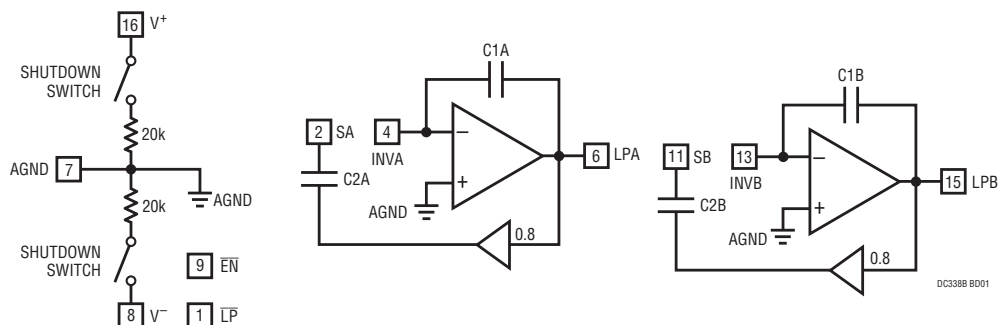 16 V+
SHUTDOWN
SWITCH
20k
AGND 7
AGND
20k
SHUTDOWN
SWITCH
9 EN
8 V–
1 LP
C1A
2 SA
4
INVA
–
+
6 LPA
C2A
AGND
0.8
C1B
11 SB
13
INVB
–
+
15
LPB
C2B
AGND
0.8
DC338B BD01